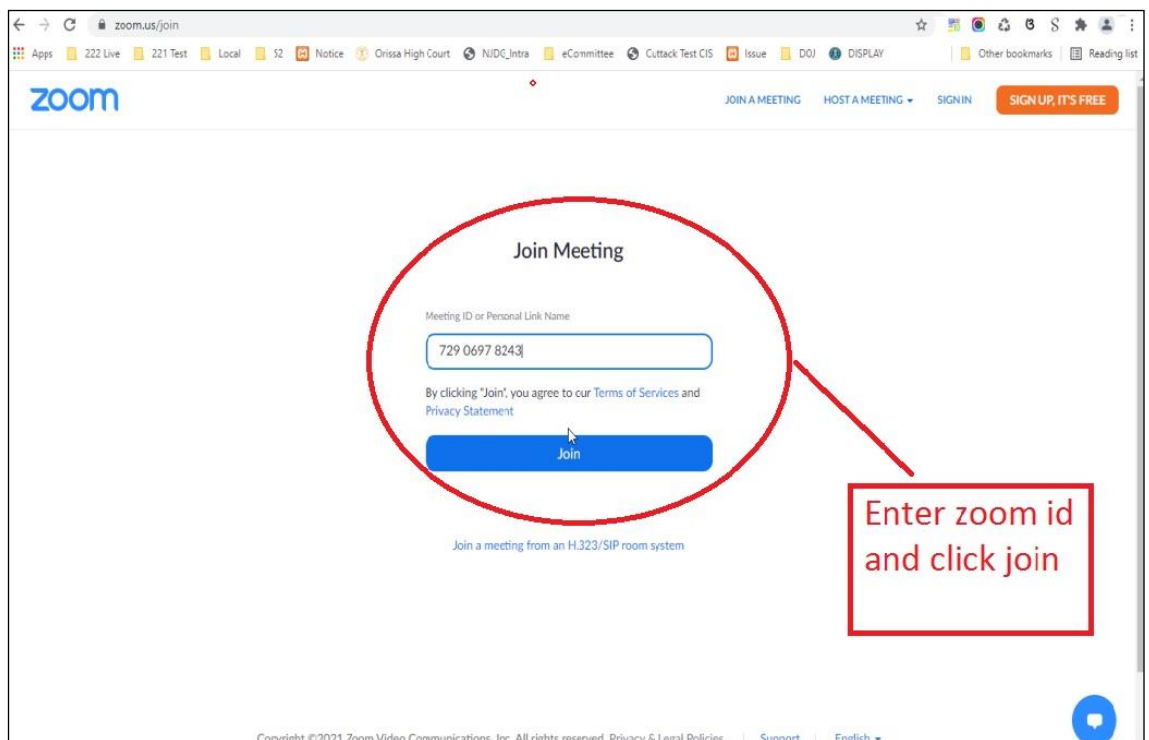 zoom.us/join
Apps 222 Live 221 Test Local S2 Notice Orissa High Court NJDG_Intra eCommittee Cuttack Test CIS Issue DOJ DISPLAY Other bookmarks Reading list
zoom JOIN A MEETING HOST A MEETING SIGN IN SIGN UP, IT'S FREE
Join Meeting
Meeting ID or Personal Link Name
729 0697 8243
By clicking "Join", you agree to our Terms of Services and
Privacy Statement
Join
Enter zoom id
and click join
Join a meeting from an H.323/SIP room system
Copyright ©2021 Zoom Video Communications, Inc. All rights reserved. Privacy & Legal Policies Support English